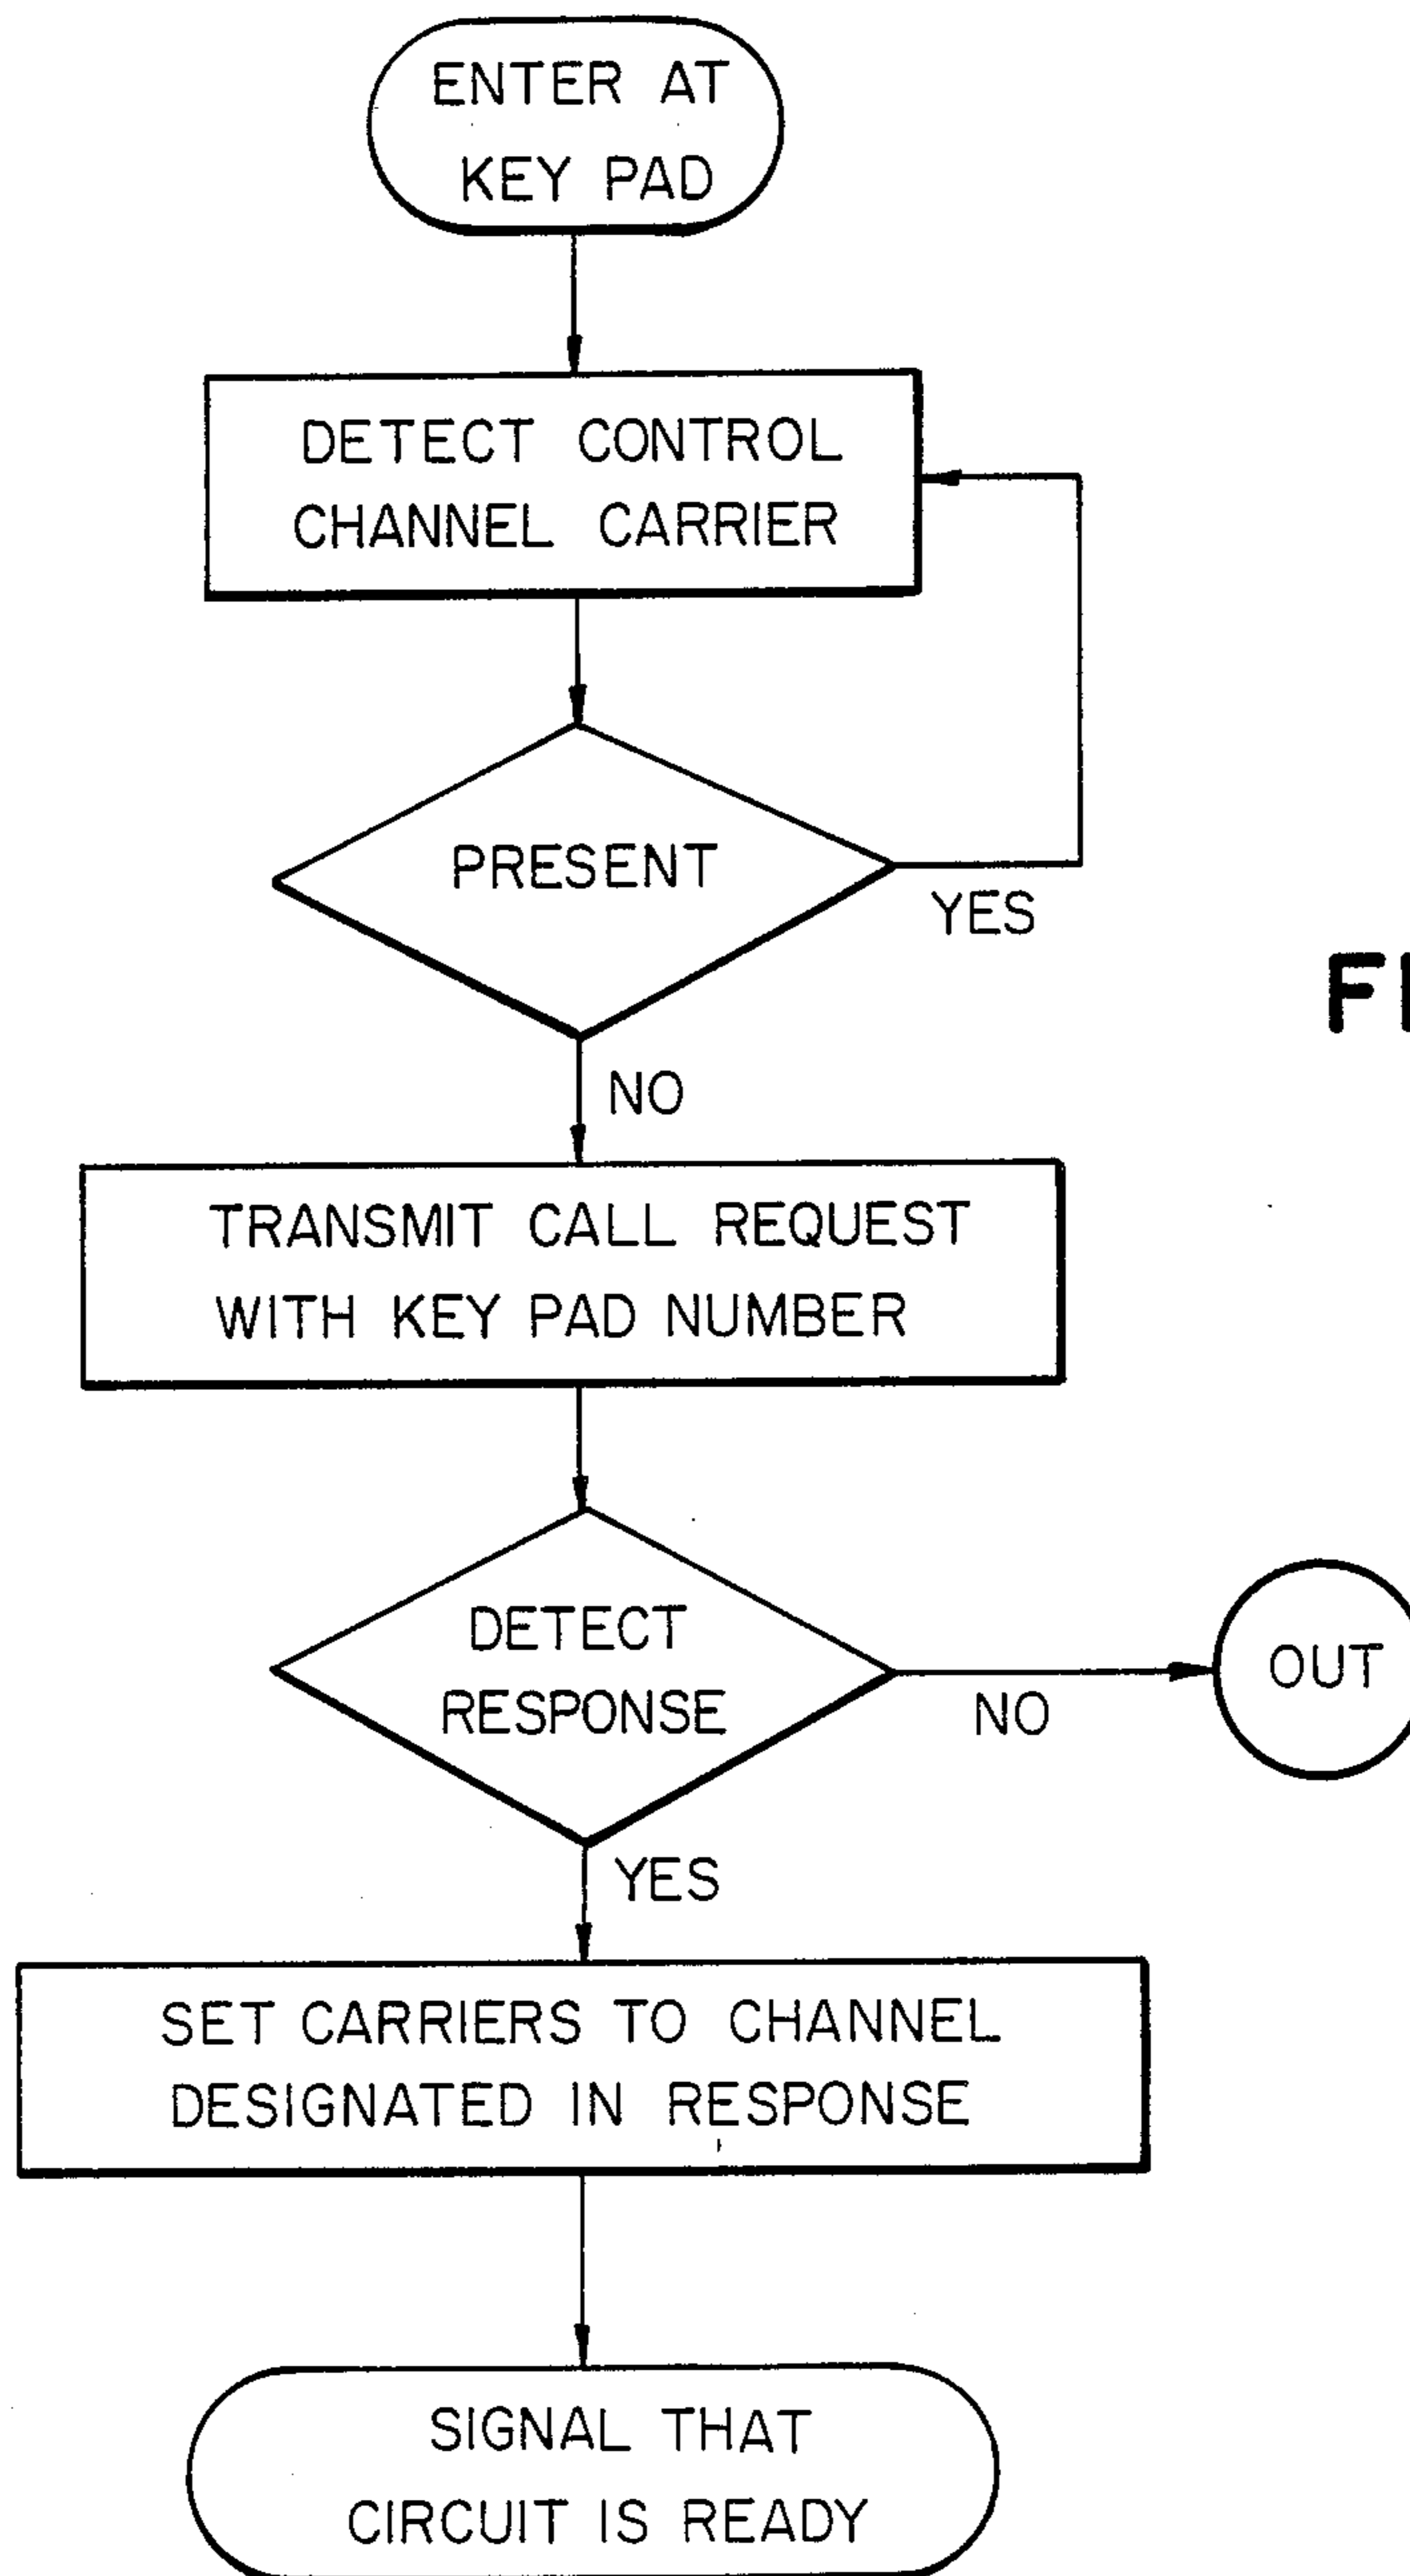 ENTER AT
KEY PAD
DETECT CONTROL
CHANNEL CARRIER
PRESENT
YES
NO
TRANSMIT CALL REQUEST
WITH KEY PAD NUMBER
DETECT
RESPONSE
NO
OUT
YES
SET CARRIERS TO CHANNEL
DESIGNATED IN RESPONSE
SIGNAL THAT
CIRCUIT IS READY